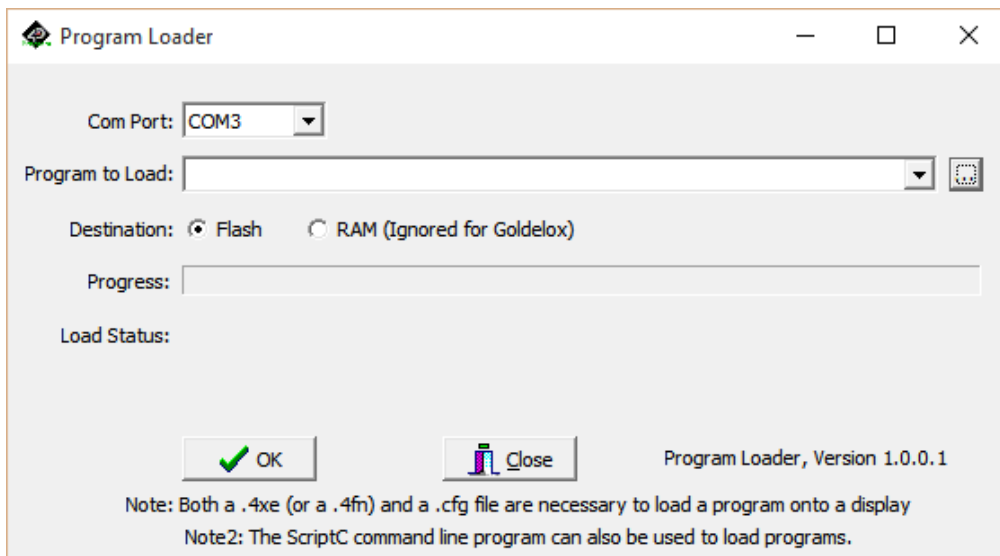 Program Loader
Com Port: COM3
Program to Load:
Destination: Flash RAM (Ignored for Goldelox)
Progress:
Load Status:
OK Close Program Loader, Version 1.0.0.1
Note: Both a .4xe (or a .4fn) and a .cfg file are necessary to load a program onto a display
Note2: The ScriptC command line program can also be used to load programs.